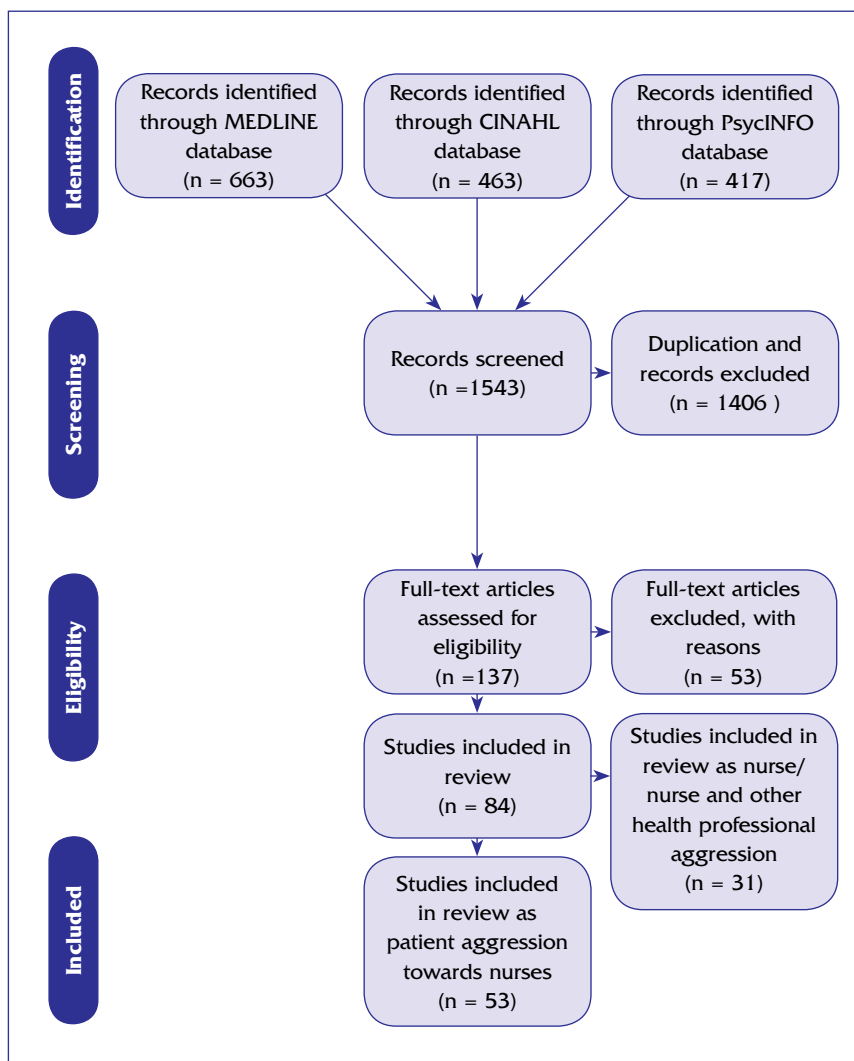 Identification
Records identified
through MEDLINE
database
(n = 663)
Records identified
through CINAHL
database
(n = 463)
Records identified
through PsycINFO
database
(n = 417)
Screening
Records screened
(n =1543)
Duplication and
records excluded
(n = 1406 )
Eligibility
Full-text articles
assessed for
eligibility
(n =137)
Full-text articles
excluded, with
reasons
(n = 53)
Studies included in
review
(n = 84)
Studies included in
review as nurse/
nurse and other
health professional
aggression
(n = 31)
Included
Studies included
in review as
patient aggression
towards nurses
(n = 53)